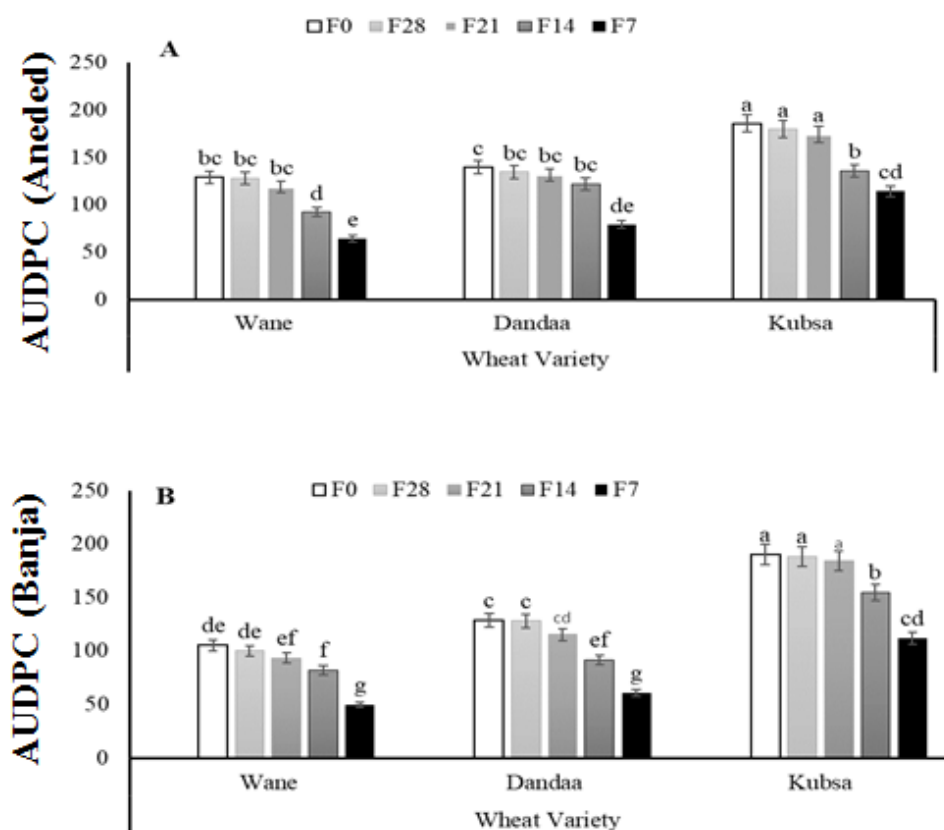 F0 F28 F21 F14 F7
A
AUDPC (Aneded)
250
200
150
100
50
0
bc bc bc d e
c bc bc bc de
a a a b cd
Wane Dandaa Kubsa
Wheat Variety
B F0 F28 F21 F14 F7
AUDPC (Banja)
250
200
150
100
50
0
de de ef f g
c c cd ef g
a a a b cd
Wane Dandaa Kubsa
Wheat Variety